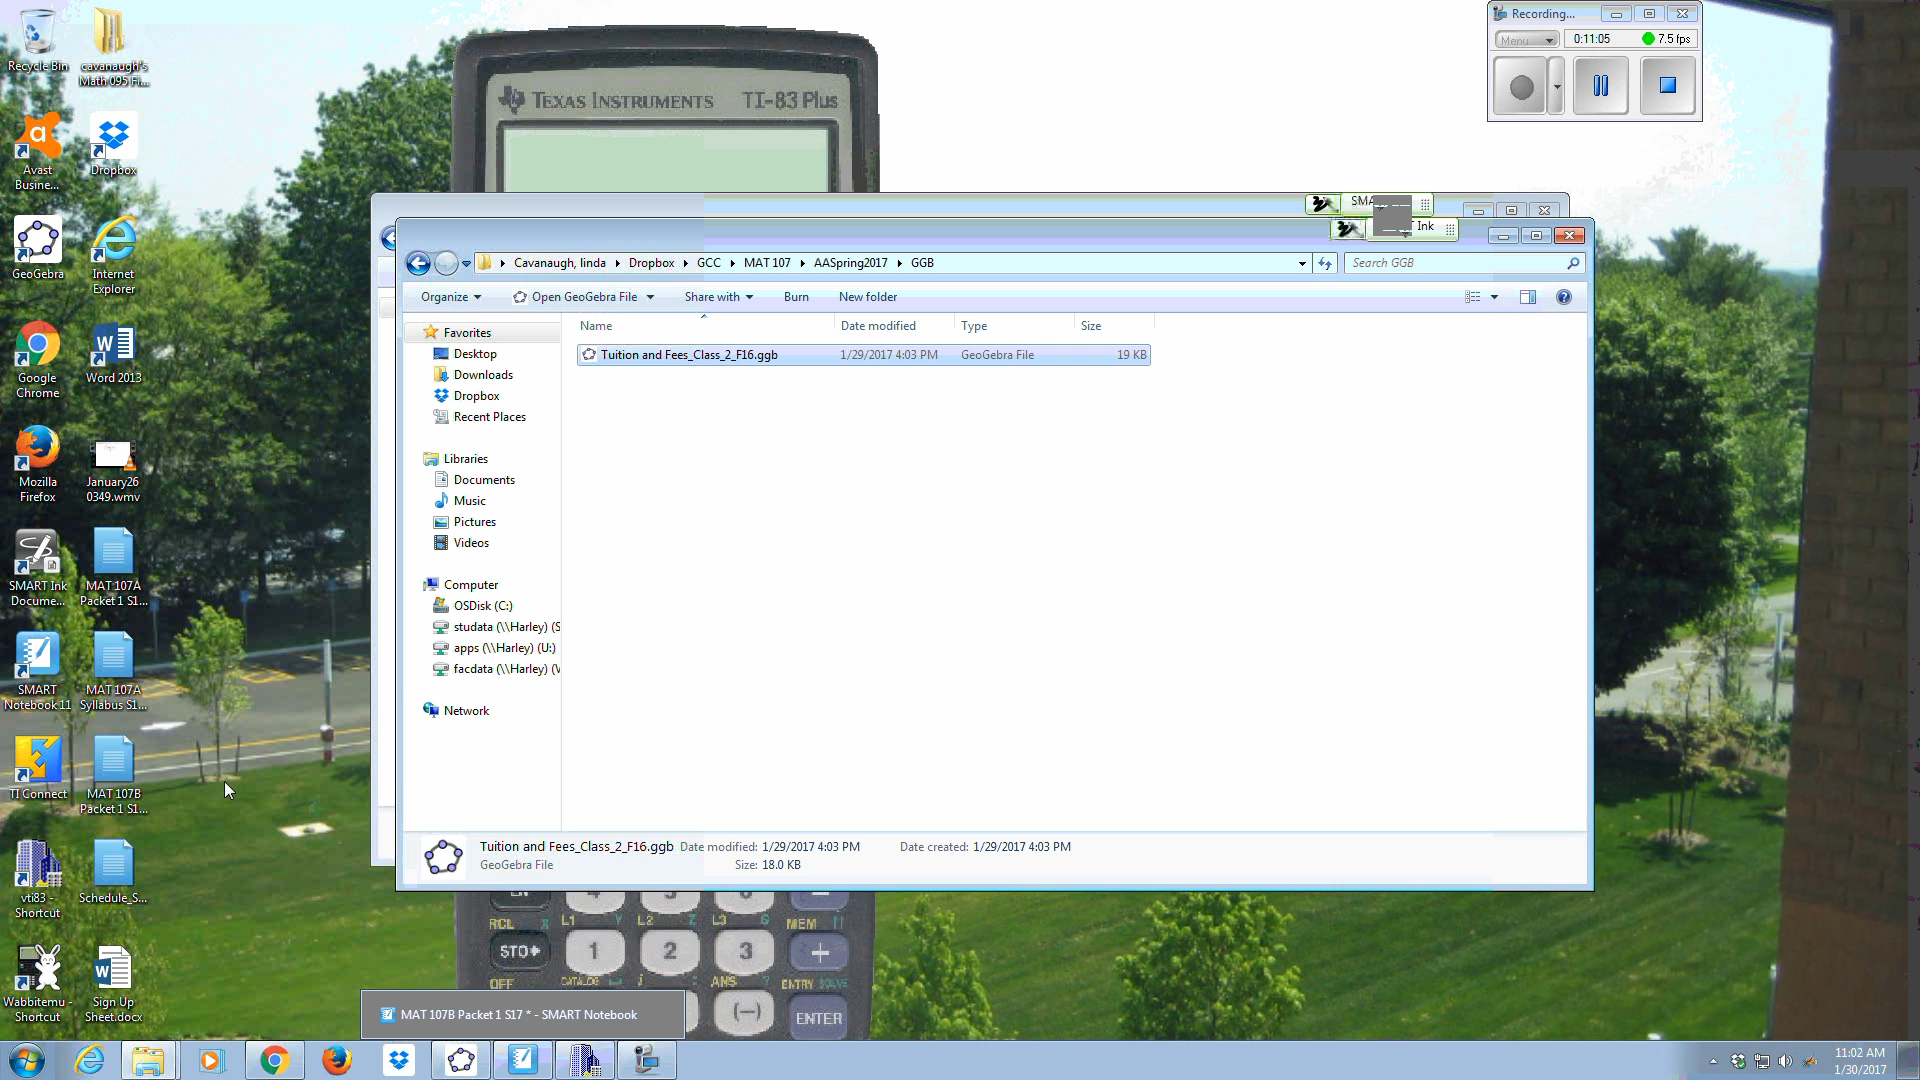 Recycle Bin
cavanaugh's
Math 095 Fi...
Avast
Busine...
Dropbox
GeoGebra
Internet
Explorer
Google
Chrome
Word 2013
Mozilla
Firefox
January26
0349.wmv
SMART Ink
Docume...
MAT 107A
Packet 1 S1...
SMART
Notebook 11
MAT 107A
Syllabus S1...
TI Connect
MAT 107B
Packet 1 S1...
vti83 -
Shortcut
Schedule_S...
Wabbitemu -
Shortcut
Sign Up
Sheet.docx
TEXAS INSTRUMENTS TI-83 Plus
Recording...
Menu
0:11:05
7.5 fps
SMA
Ink
Cavanaugh, linda
Dropbox
GCC
MAT 107
AASpring2017
GGB
Search GGB
Organize
Open GeoGebra File
Share with
Burn
New folder
Name
Date modified
Type
Size
Tuition and Fees_Class_2_F16.ggb
1/29/2017 4:03 PM
GeoGebra File
19 KB
Favorites
Desktop
Downloads
Dropbox
Recent Places
Libraries
Documents
Music
Pictures
Videos
Computer
OSDisk (C:)
studata (\\Harley) (S
apps (\\Harley) (U:)
facdata (\\Harley) (V
Network
Tuition and Fees_Class_2_F16.ggb
Date modified: 1/29/2017 4:03 PM
Date created: 1/29/2017 4:03 PM
GeoGebra File
Size: 18.0 KB
RCL X L1 Y L2 Z L3 MEM "
STO 1 2 3 +
OFF CATALOG i ANS ? ENTRY SOLVE
(-) ENTER
MAT 107B Packet 1 S17 * - SMART Notebook
11:02 AM
1/30/2017